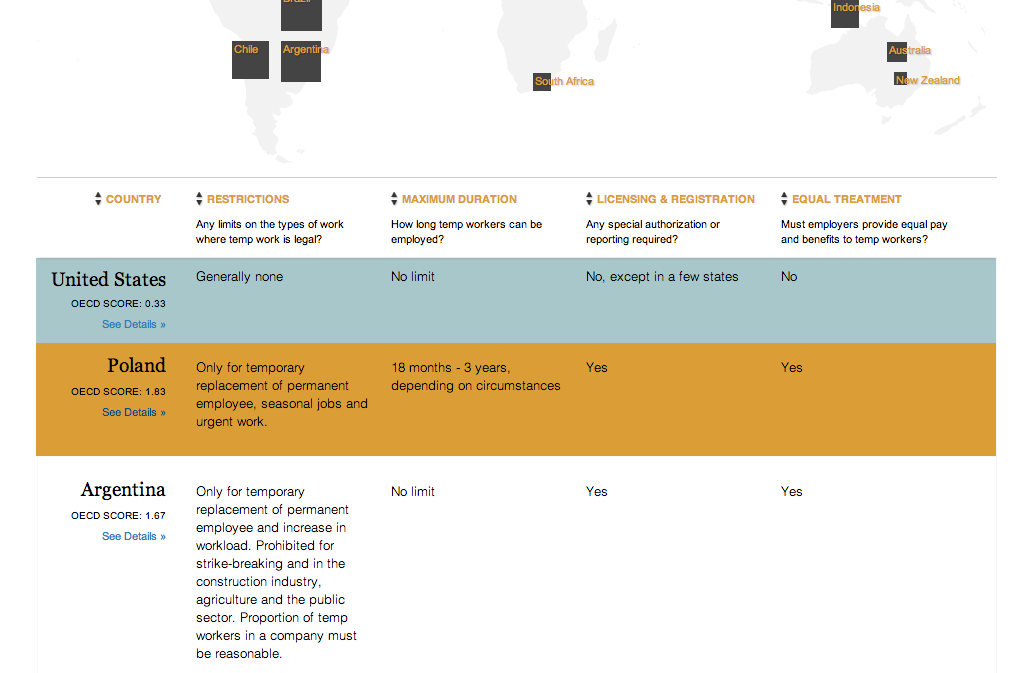 Brazil
Indonesia
Chile
Argentina
Australia
South Africa
New Zealand
COUNTRY
RESTRICTIONS
Any limits on the types of work
where temp work is legal?
MAXIMUM DURATION
How long temp workers can be
employed?
LICENSING & REGISTRATION
Any special authorization or
reporting required?
EQUAL TREATMENT
Must employers provide equal pay
and benefits to temp workers?
United States
OECD SCORE: 0.33
See Details »
Generally none
No limit
No, except in a few states
No
Poland
OECD SCORE: 1.83
See Details »
Only for temporary
replacement of permanent
employee, seasonal jobs and
urgent work.
18 months - 3 years,
depending on circumstances
Yes
Yes
Argentina
OECD SCORE: 1.67
See Details »
Only for temporary
replacement of permanent
employee and increase in
workload. Prohibited for
strike-breaking and in the
construction industry,
agriculture and the public
sector. Proportion of temp
workers in a company must
be reasonable.
No limit
Yes
Yes